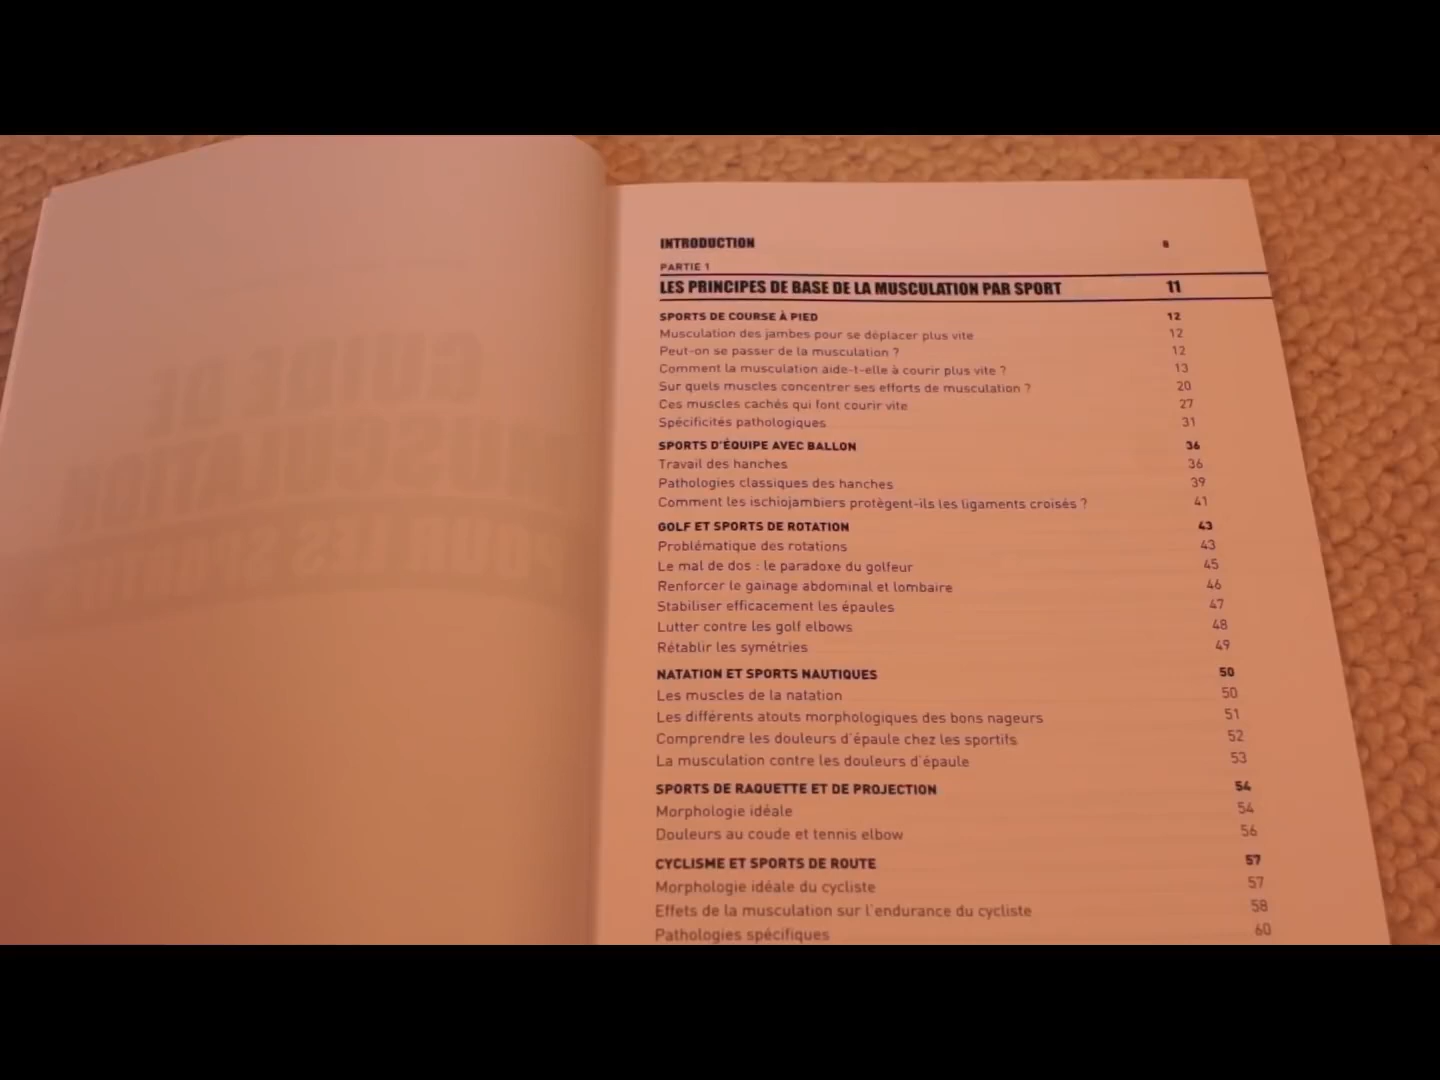 INTRODUCTION
PARTIE 1
LES PRINCIPES DE BASE DE LA MUSCULATION PAR SPORT 11
SPORTS DE COURSE À PIED 12
Musculation des jambes pour se déplacer plus vite 12
Peut-on se passer de la musculation ? 12
Comment la musculation aide-t-elle à courir plus vite ? 13
Sur quels muscles concentrer ses efforts de musculation ? 20
Ces muscles cachés qui font courir vite 27
Spécificités pathologiques 31
SPORTS D'ÉQUIPE AVEC BALLON 36
Travail des hanches 36
Pathologies classiques des hanches 39
Comment les ischiojambiers protègent-ils les ligaments croisés ? 41
GOLF ET SPORTS DE ROTATION 43
Problématique des rotations 43
Le mal de dos : le paradoxe du golfeur 45
Renforcer le gainage abdominal et lombaire 46
Stabiliser efficacement les épaules 47
Lutter contre les golf elbows 48
Rétablir les symétries 49
NATATION ET SPORTS NAUTIQUES 50
Les muscles de la natation 50
Les différents atouts morphologiques des bons nageurs 51
Comprendre les douleurs d'épaule chez les sportifs 52
La musculation contre les douleurs d'épaule 53
SPORTS DE RAQUETTE ET DE PROJECTION 54
Morphologie idéale 54
Douleurs au coude et tennis elbow 56
CYCLISME ET SPORTS DE ROUTE 57
Morphologie idéale du cycliste 57
Effets de la musculation sur l'endurance du cycliste 58
Pathologies spécifiques 60